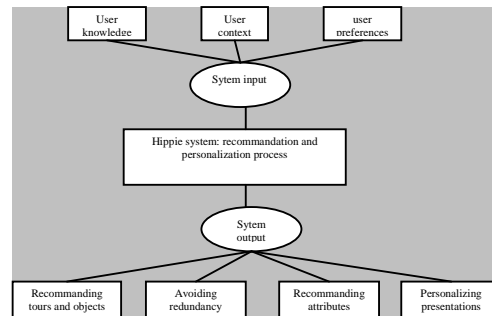 User
knowledge
User
context
user
preferences
Sytem input
Hippie system: recommandation and
personalization process
Sytem
output
Recommanding
tours and objects
Avoiding
redundancy
Recommanding
attributes
Personalizing
presentations